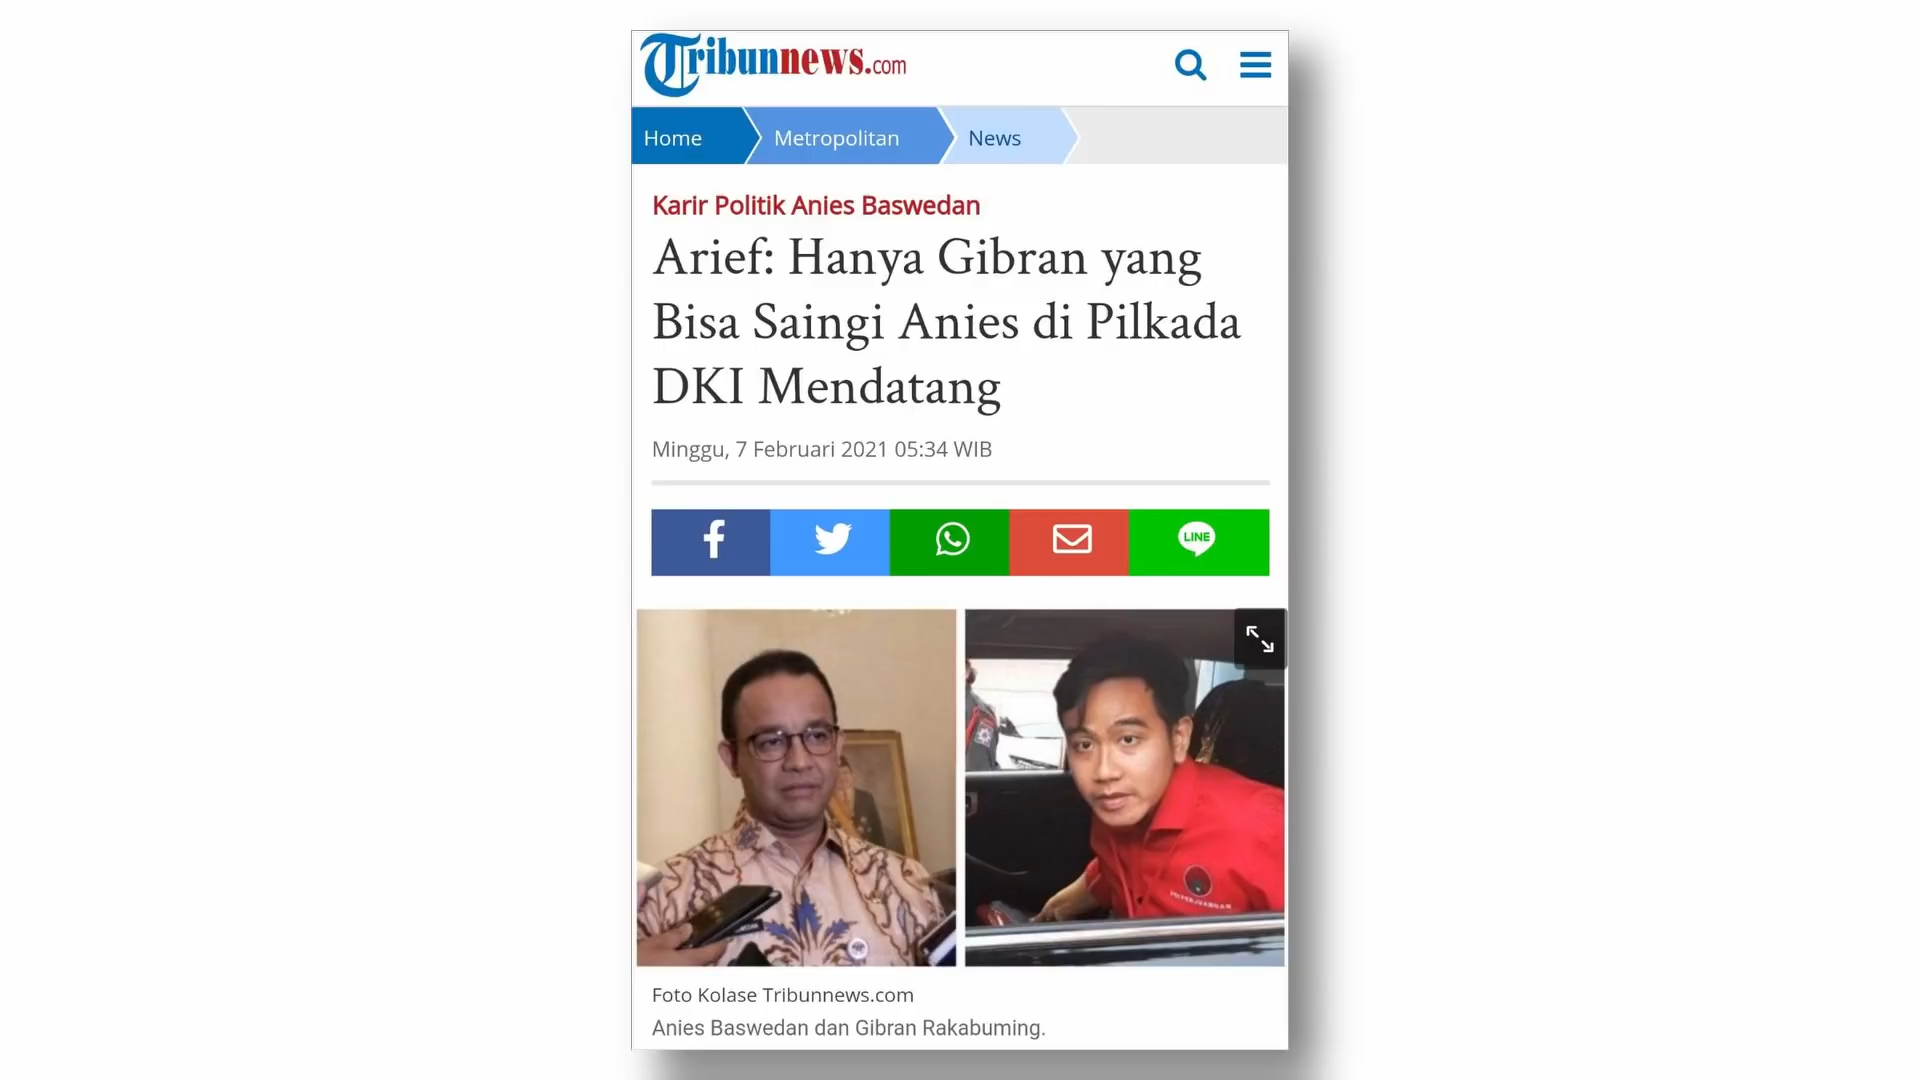 Tribunnews.com
Home Metropolitan News
Karir Politik Anies Baswedan
Arief: Hanya Gibran yang
Bisa Saingi Anies di Pilkada
DKI Mendatang
Minggu, 7 Februari 2021 05:34 WIB
LINE
Foto Kolase Tribunnews.com
Anies Baswedan dan Gibran Rakabuming.